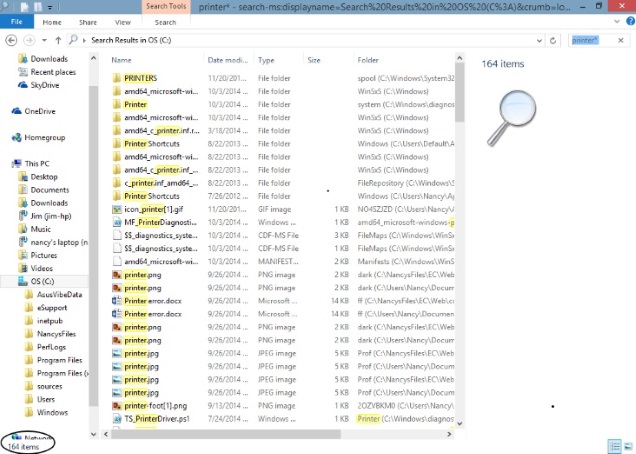 Search Tools
printer* - search-ms:displayname=Search%20Results%20in%20OS%20(C%3A)&crumb=lo...
File Home Share View Search
Search Results in OS (C:)
printer*
Downloads
Recent places
SkyDrive
OneDrive
Homegroup
This PC
Desktop
Documents
Downloads
Jim (jim-hp)
Music
nancy's laptop (n
Pictures
Videos
OS (C:)
AsusVibeData
eSupport
inetpub
NancysFiles
PerfLogs
Program Files
Program Files (
sources
Users
Windows
Network
164 items
Name Date modi... Type Size Folder
PRINTERS 11/20/201... File folder spool (C:\Windows\System32
amd64_microsoft-wi... 10/3/2014 ... File folder WinSxS (C:\Windows)
Printer 10/3/2014 ... File folder system (C:\Windows\diagnos
amd64_microsoft-wi... 10/3/2014 ... File folder WinSxS (C:\Windows)
amd64_c_printer.inf.r... 3/18/2014 ... File folder WinSxS (C:\Windows)
Printer Shortcuts 8/22/2013 ... File folder Windows (C:\Users\Default\A
amd64_microsoft-wi... 8/22/2013 ... File folder WinSxS (C:\Windows)
amd64_c_printer.inf_... 8/22/2013 ... File folder WinSxS (C:\Windows)
c_printer.inf_amd64_... 8/22/2013 ... File folder FileRepository (C:\Windows\S
Printer Shortcuts 7/26/2012 ... File folder Windows (C:\Users\Nancy\Ap
icon_printer[1].gif 11/20/201... GIF image 1 KB (C:\Users\Nancy\A
MF_PrinterDiagnosti... 10/3/2014 ... Windows ... 1 KB amd64_microsoft-windows-p
$$_diagnostics_syste... 10/3/2014 ... CDF-MS File 3 KB FileMaps (C:\Windows\WinS
$$_diagnostics_syste... 10/3/2014 ... CDF-MS File 1 KB FileMaps (C:\Windows\WinS
amd64_microsoft-wi... 10/3/2014 ... MANIFEST... 2 KB Manifests (C:\Windows\WinSx
printer.png 9/26/2014 ... PNG image 2 KB dark (C:\NancysFiles\EC\Web
printer.png 9/26/2014 ... PNG image 2 KB dark (C:\Users\Nancy\Docum
Printer error.docx 9/26/2014 ... Microsoft ... 14 KB ff (C:\NancysFiles\EC\Web\co
Printer error.docx 9/26/2014 ... Microsoft ... 14 KB ff (C:\Users\Nancy\Documen
printer.png 9/26/2014 ... PNG image 2 KB dark (C:\NancysFiles\EC\Web
printer.png 9/26/2014 ... PNG image 2 KB dark (C:\Users\Nancy\Docum
printer.jpg 9/26/2014 ... JPEG image 5 KB Prof (C:\NancysFiles\EC\Web
printer.jpg 9/26/2014 ... JPEG image 5 KB Prof (C:\Users\Nancy\Docum
printer.jpg 9/26/2014 ... JPEG image 5 KB Prof (C:\NancysFiles\EC\Web
printer.jpg 9/26/2014 ... JPEG image 5 KB Prof (C:\Users\Nancy\Docum
printer-foot[1].png 9/13/2014 ... PNG image 1 KB (C:\Users\Nancy\A
TS_PrinterDriver.ps1 7/24/2014 ... Windows ... 1 KB Printer (C:\Windows\diagnos
164 items